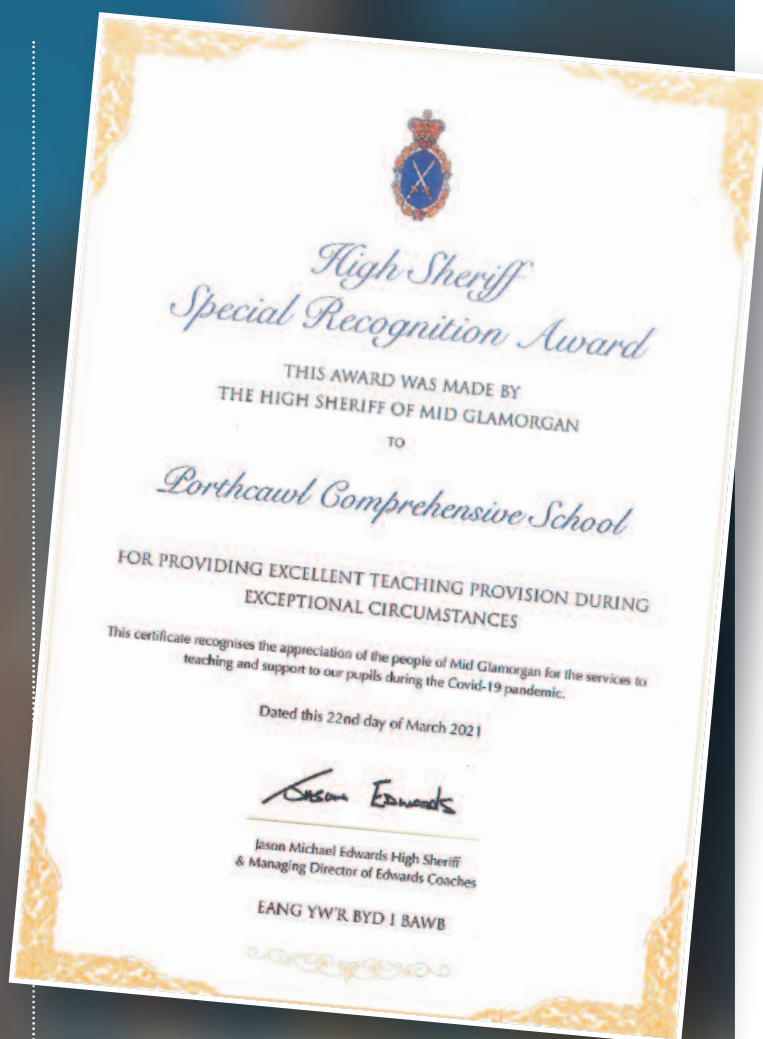 High Sheriff
Special Recognition Award
THIS AWARD WAS MADE BY
THE HIGH SHERIFF OF MID GLAMORGAN
TO
Porthcawl Comprehensive School
FOR PROVIDING EXCELLENT TEACHING PROVISION DURING
EXCEPTIONAL CIRCUMSTANCES
This certificate recognises the appreciation of the people of Mid Glamorgan for the services to
teaching and support to our pupils during the Covid-19 pandemic.
Dated this 22nd day of March 2021
Jason Edwards
Jason Michael Edwards High Sheriff
& Managing Director of Edwards Coaches
EANG YW'R BYD I BAWB